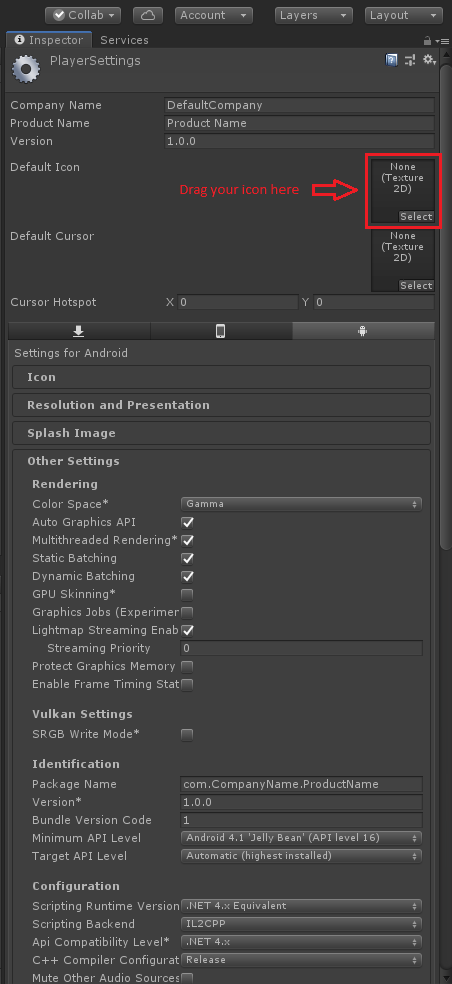 Collab Account Layers Layout
Inspector Services
PlayerSettings
Company Name DefaultCompany
Product Name Product Name
Version 1.0.0
Default Icon
None
(Texture
2D)
Select
Drag your icon here
Default Cursor
None
(Texture
2D)
Select
Cursor Hotspot X 0 Y 0
Settings for Android
Icon
Resolution and Presentation
Splash Image
Other Settings
Rendering
Color Space* Gamma
Auto Graphics API
Multithreaded Rendering*
Static Batching
Dynamic Batching
GPU Skinning*
Graphics Jobs (Experimer
Lightmap Streaming Enab
Streaming Priority 0
Protect Graphics Memory
Enable Frame Timing Stat
Vulkan Settings
SRGB Write Mode*
Identification
Package Name com.CompanyName.ProductName
Version* 1.0.0
Bundle Version Code 1
Minimum API Level Android 4.1 'Jelly Bean' (API level 16)
Target API Level Automatic (highest installed)
Configuration
Scripting Runtime Version .NET 4.x Equivalent
Scripting Backend IL2CPP
Api Compatibility Level* .NET 4.x
C++ Compiler Configurat Release
Mute Other Audio Sources